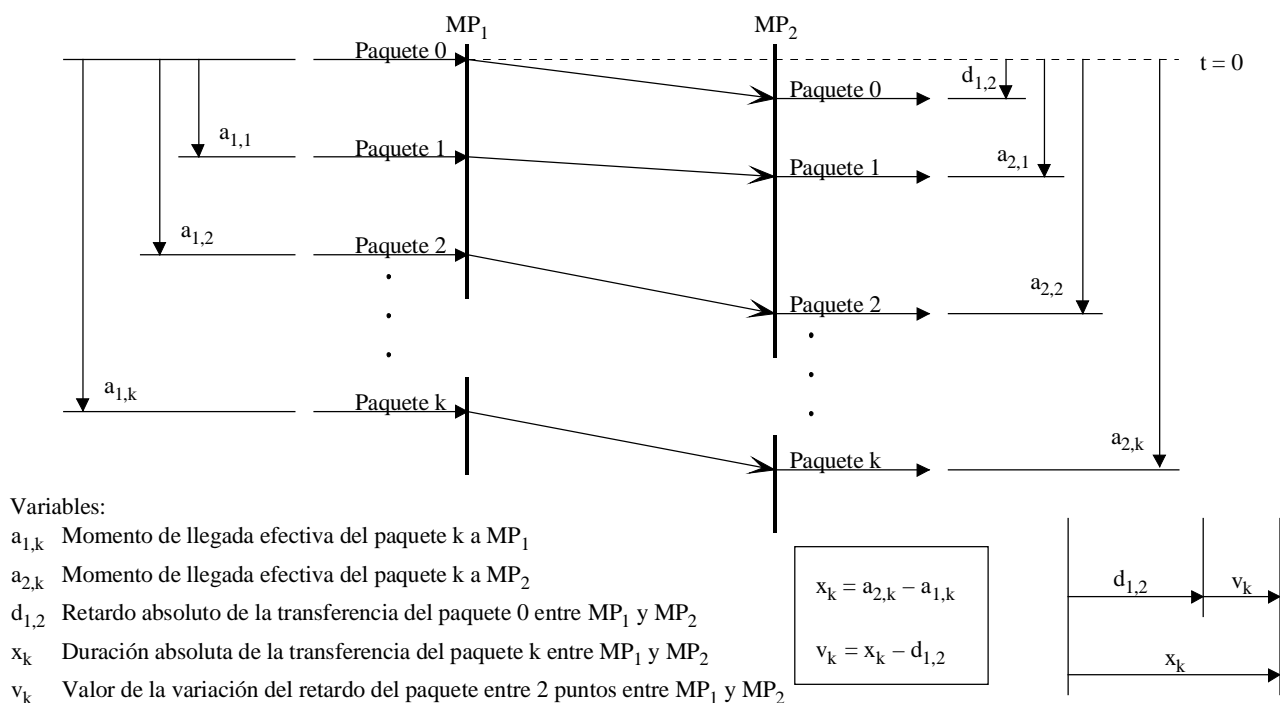 MP1 MP2
Paquete 0 t = 0
Paquete 0 d1,2
a1,1 Paquete 1 Paquete 1 a2,1
a1,2 Paquete 2 a2,2
Paquete 2
a1,k Paquete k
Paquete k a2,k
Variables:
a1,k Momento de llegada efectiva del paquete k a MP1
a2,k Momento de llegada efectiva del paquete k a MP2
d1,2 Retardo absoluto de la transferencia del paquete 0 entre MP1 y MP2
xk Duración absoluta de la transferencia del paquete k entre MP1 y MP2
vk Valor de la variación del retardo del paquete entre 2 puntos entre MP1 y MP2
xk = a2,k – a1,k
vk = xk – d1,2
d1,2 vk
xk